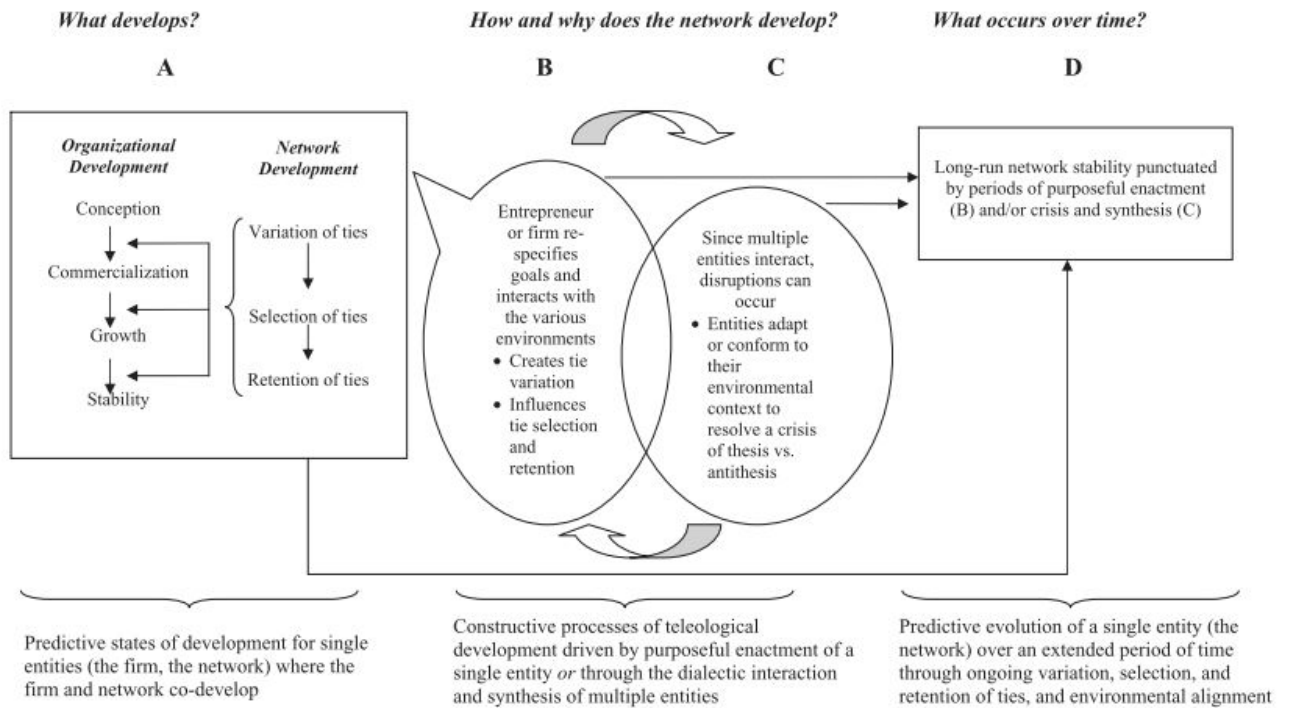 What develops?
How and why does the network develop?
What occurs over time?
A
B
C
D
Organizational
Development
Conception
Commercialization
Growth
Stability
Network
Development
Variation of ties
Selection of ties
Retention of ties
Entrepreneur
or firm re-
specifies
goals and
interacts with
the various
environments
• Creates tie
variation
• Influences
tie selection
and
retention
Since multiple
entities interact,
disruptions can
occur
• Entities adapt
or conform to
their
environmental
context to
resolve a crisis
of thesis vs.
antithesis
Long-run network stability punctuated
by periods of purposeful enactment
(B) and/or crisis and synthesis (C)
Predictive states of development for single
entities (the firm, the network) where the
firm and network co-develop
Constructive processes of teleological
development driven by purposeful enactment of a
single entity or through the dialectic interaction
and synthesis of multiple entities
Predictive evolution of a single entity (the
network) over an extended period of time
through ongoing variation, selection, and
retention of ties, and environmental alignment